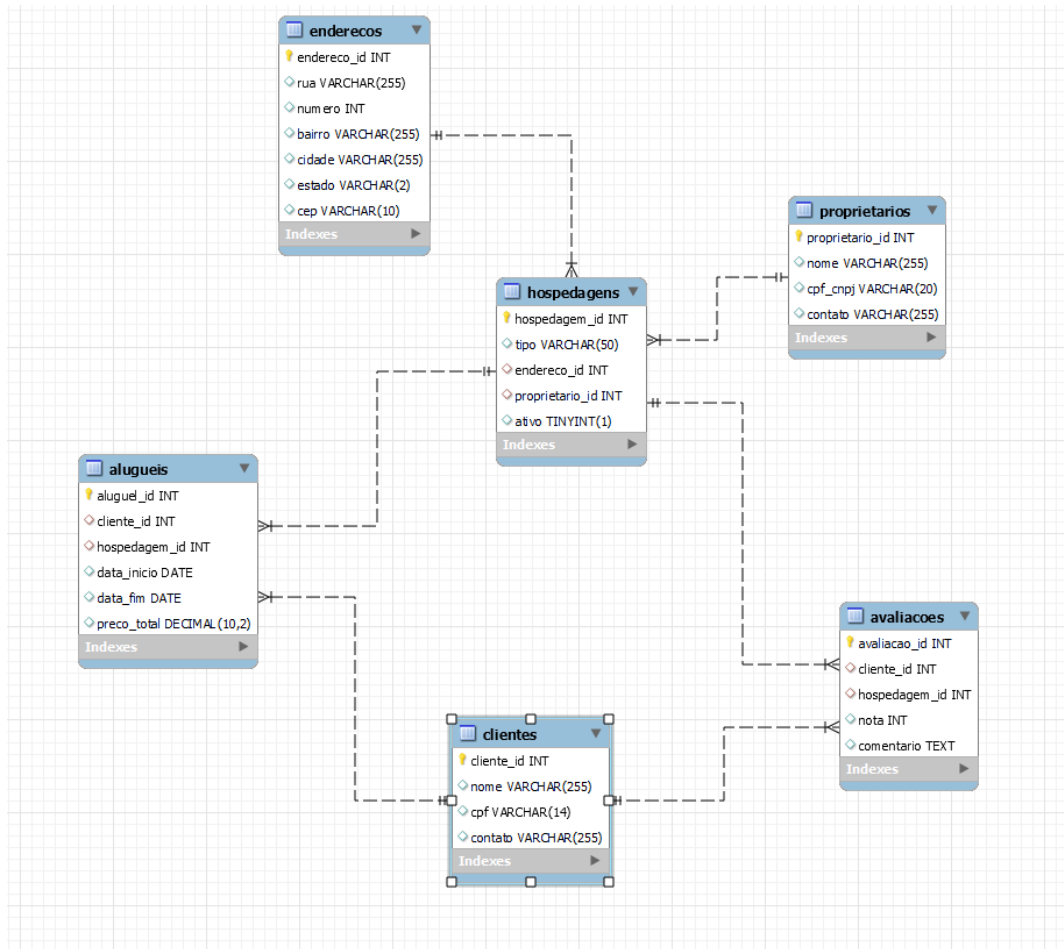 enderecos
endereco_id INT
rua VARCHAR(255)
numero INT
bairro VARCHAR(255)
cidade VARCHAR(255)
estado VARCHAR(2)
cep VARCHAR(10)
Indexes
proprietarios
proprietario_id INT
nome VARCHAR(255)
cpf_cnpj VARCHAR(20)
contato VARCHAR(255)
Indexes
hospedagens
hospedagem_id INT
tipo VARCHAR(50)
endereco_id INT
proprietario_id INT
ativo TINYINT(1)
Indexes
alugueis
aluguel_id INT
cliente_id INT
hospedagem_id INT
data_inicio DATE
data_fim DATE
preco_total DECIMAL(10,2)
Indexes
avaliacoes
avaliacao_id INT
cliente_id INT
hospedagem_id INT
nota INT
comentario TEXT
Indexes
clientes
cliente_id INT
nome VARCHAR(255)
cpf VARCHAR(14)
contato VARCHAR(255)
Indexes